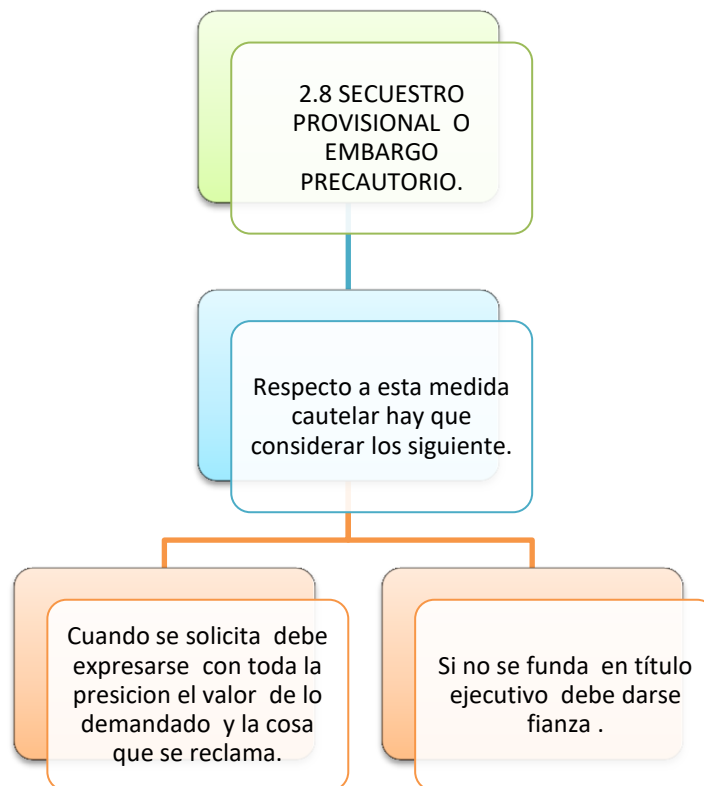 2.8 SECUESTRO
PROVISIONAL O
EMBARGO
PRECAUTORIO.
Respecto a esta medida
cautelar hay que
considerar los siguiente.
Cuando se solicita debe
expresarse con toda la
presicion el valor de lo
demandado y la cosa
que se reclama.
Si no se funda en título
ejecutivo debe darse
fianza .